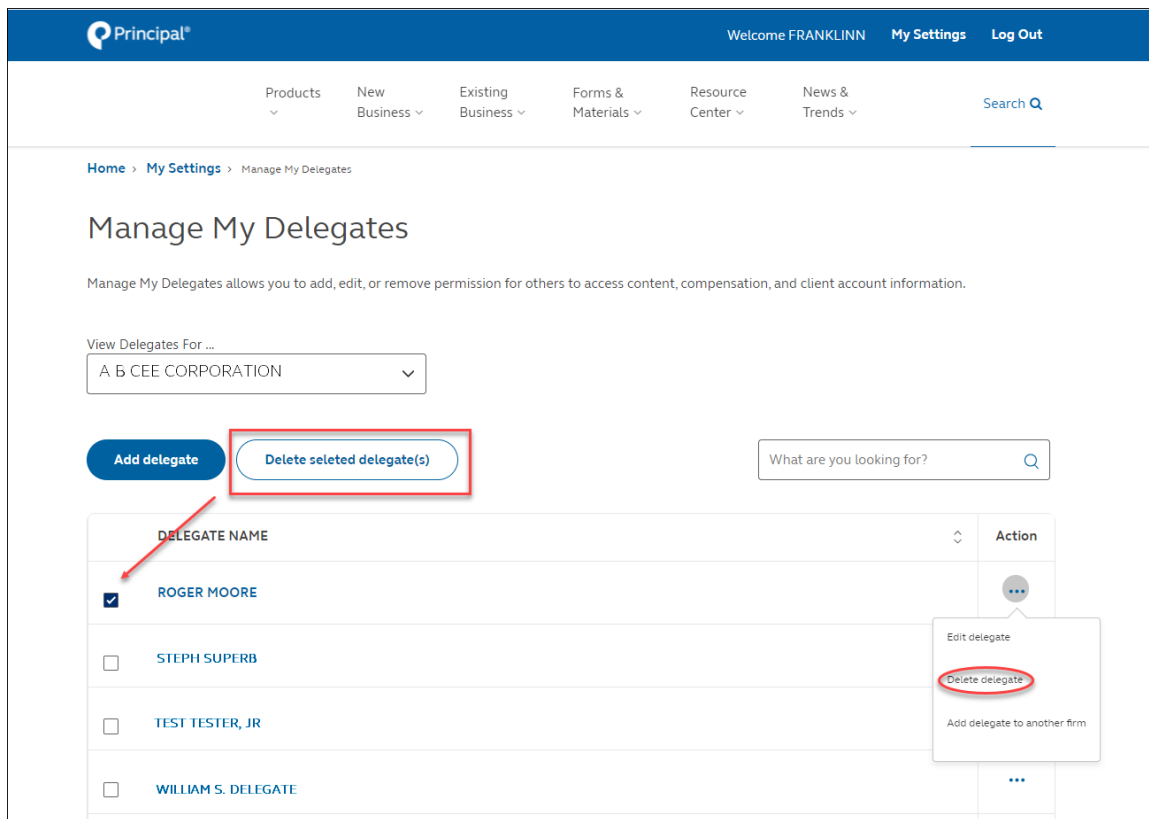 Principal®
Welcome FRANKLINN My Settings Log Out
Products New Business Existing Business Forms & Materials Resource Center News & Trends Search
Home > My Settings > Manage My Delegates
Manage My Delegates
Manage My Delegates allows you to add, edit, or remove permission for others to access content, compensation, and client account information.
View Delegates For ...
A B CEE CORPORATION
Add delegate Delete seleted delegate(s) What are you looking for?
DELEGATE NAME Action
ROGER MOORE ...
Edit delegate
STEPH SUPERB
Delete delegate
TEST TESTER, JR
Add delegate to another firm
WILLIAM S. DELEGATE ...